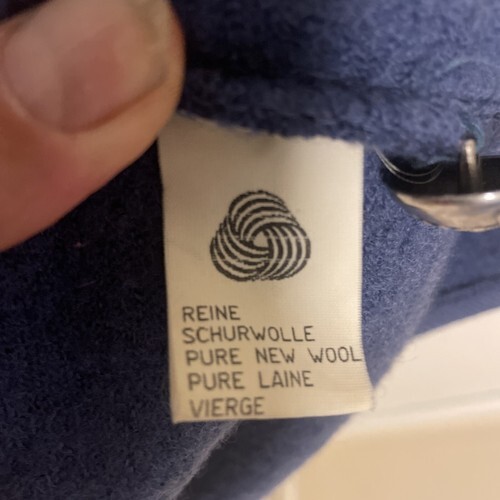 REINE
SCHURWOLLE
PURE NEW WOOL
PURE LAINE
VIERGE